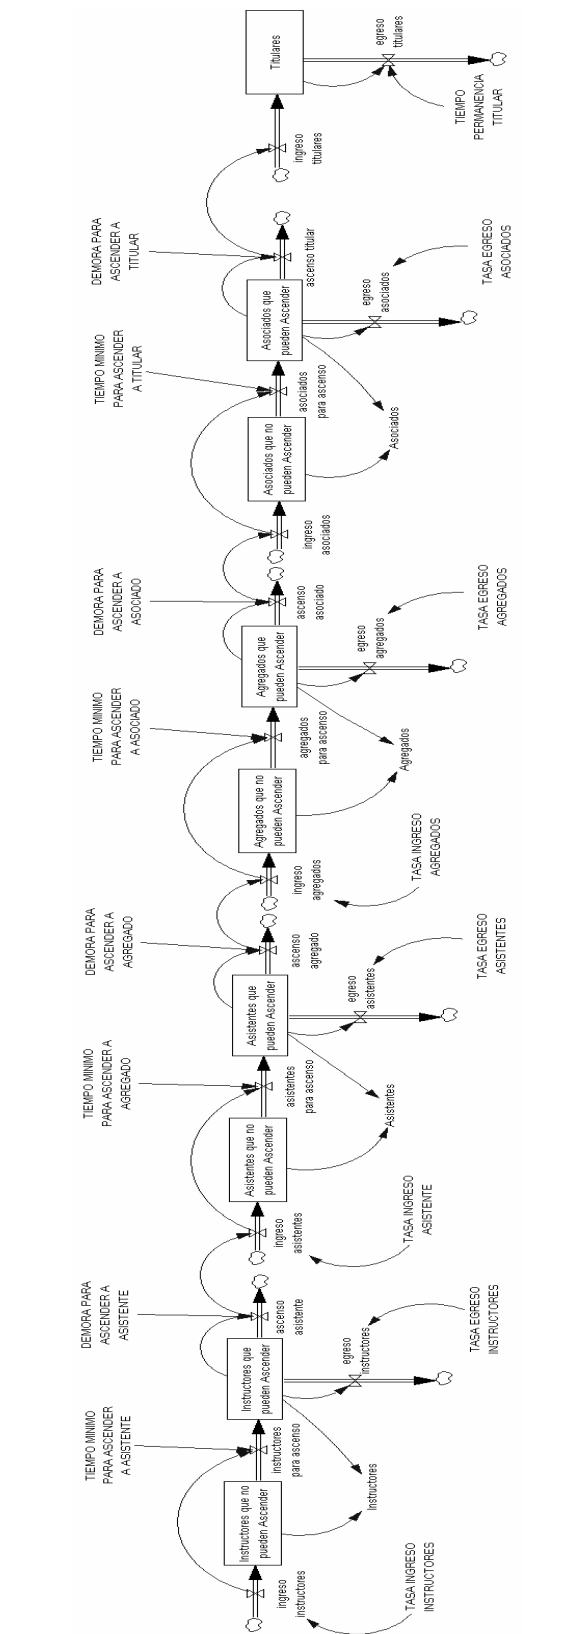 ingreso
instructores
TASA INGRESO
INSTRUCTORES
Instructores que no
pueden Ascender
TIEMPO MINIMO
PARA ASCENDER
A ASISTENTE
instructores
para ascenso
Instructores
Instructores que
pueden Ascender
egreso
instructores
TASA EGRESO
INSTRUCTORES
DEMORA PARA
ASCENDER A
ASISTENTE
ascenso
asistente
ingreso
asistentes
TASA INGRESO
ASISTENTE
Asistentes que no
pueden Ascender
TIEMPO MINIMO
PARA ASCENDER A
AGREGADO
asistentes
para ascenso
Asistentes
Asistentes que
pueden Ascender
egreso
asistentes
TASA EGRESO
ASISTENTES
DEMORA PARA
ASCENDER A
AGREGADO
ascenso
agregado
ingreso
agregados
TASA INGRESO
AGREGADOS
Agregados que no
pueden Ascender
TIEMPO MINIMO
PARA ASCENDER
A ASOCIADO
agregados
para ascenso
Agregados
Agregados que
pueden Ascender
egreso
agregados
TASA EGRESO
AGREGADOS
DEMORA PARA
ASCENDER A
ASOCIADO
ascenso
asociado
ingreso
asociados
Asociados que no
pueden Ascender
TIEMPO MINIMO
PARA ASCENDER
A TITULAR
asociados
para ascenso
Asociados
Asociados que
pueden Ascender
egreso
asociados
TASA EGRESO
ASOCIADOS
DEMORA PARA
ASCENDER A
TITULAR
ascenso titular
ingreso
titulares
Titulares
egreso
titulares
TIEMPO
PERMANENCIA
TITULAR